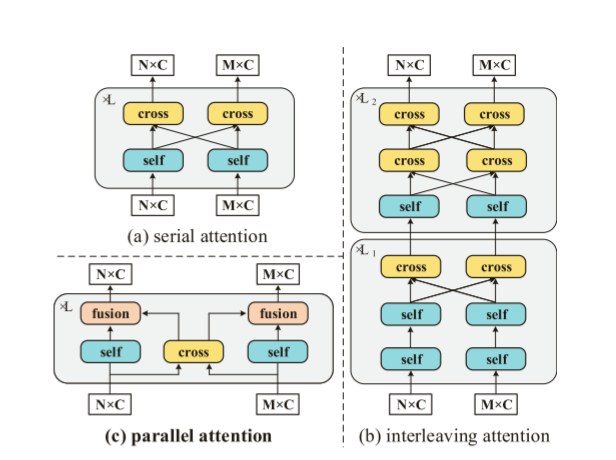 N×C M×C
×L
cross cross
self self
N×C M×C
(a) serial attention
N×C M×C
×L
fusion fusion
self cross self
N×C M×C
(c) parallel attention
N×C M×C
×L 2
cross cross
cross cross
self self
×L 1
cross cross
self self
self self
N×C M×C
(b) interleaving attention